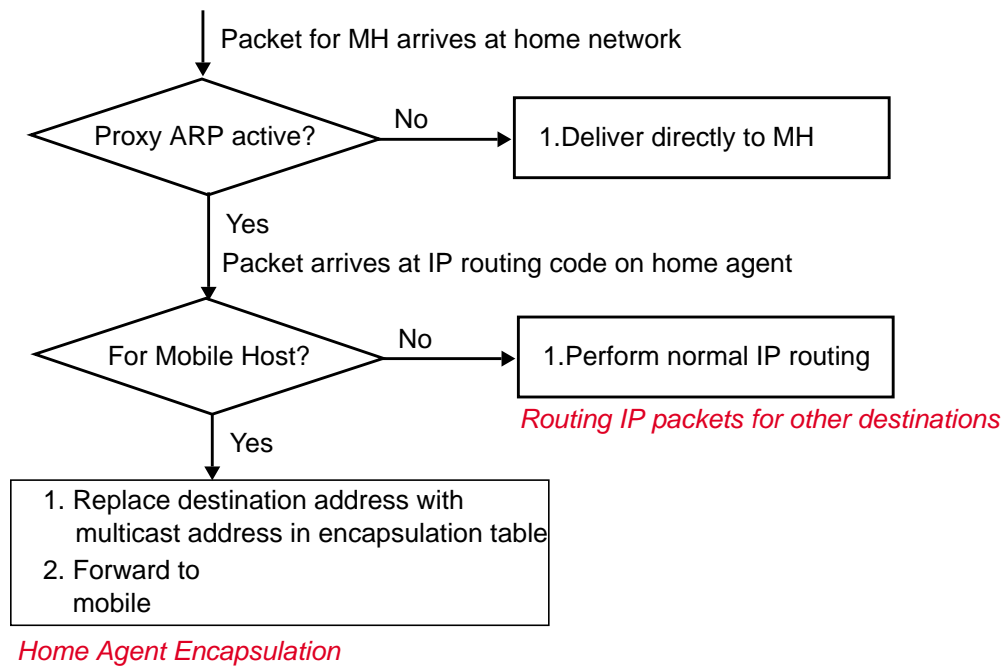 Packet for MH arrives at home network
Proxy ARP active?
No
1.Deliver directly to MH
Yes
Packet arrives at IP routing code on home agent
For Mobile Host?
No
1.Perform normal IP routing
Routing IP packets for other destinations
Yes
1. Replace destination address with
multicast address in encapsulation table
2. Forward to
mobile
Home Agent Encapsulation